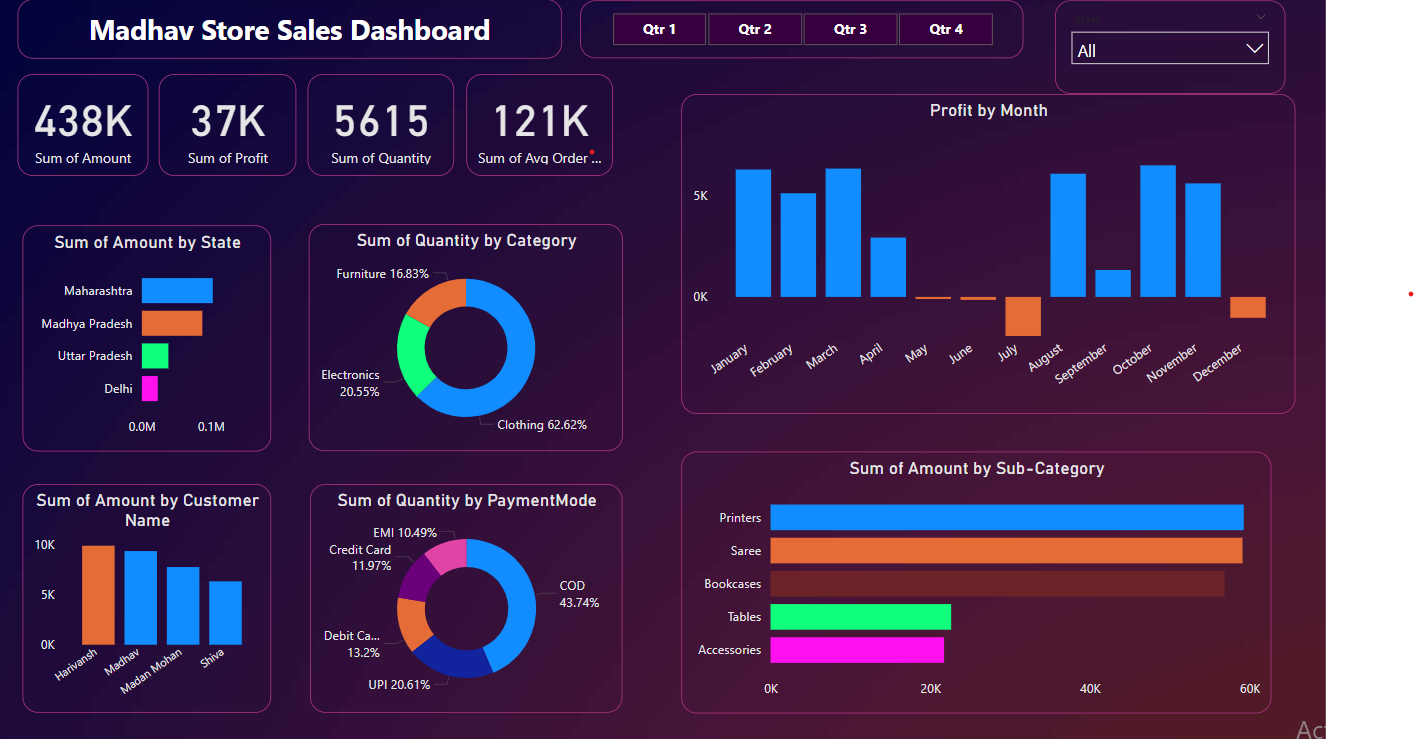 Madhav Store Sales Dashboard
Qtr 1 Qtr 2 Qtr 3 Qtr 4
State
All
438K
Sum of Amount
37K
Sum of Profit
5615
Sum of Quantity
121K
Sum of Avg Order ...
Profit by Month
5K
0K
January February March April May June July August September October November December
Sum of Amount by State
Maharashtra
Madhya Pradesh
Uttar Pradesh
Delhi
0.0M 0.1M
Sum of Quantity by Category
Furniture 16.83%
Electronics
20.55%
Clothing 62.62%
Sum of Amount by Customer
Name
10K
5K
0K
Harivansh Madhav Madan Mohan Shiva
Sum of Quantity by PaymentMode
EMI 10.49%
Credit Card
11.97%
COD
43.74%
Debit Ca...
13.2%
UPI 20.61%
Sum of Amount by Sub-Category
Printers
Saree
Bookcases
Tables
Accessories
0K 20K 40K 60K